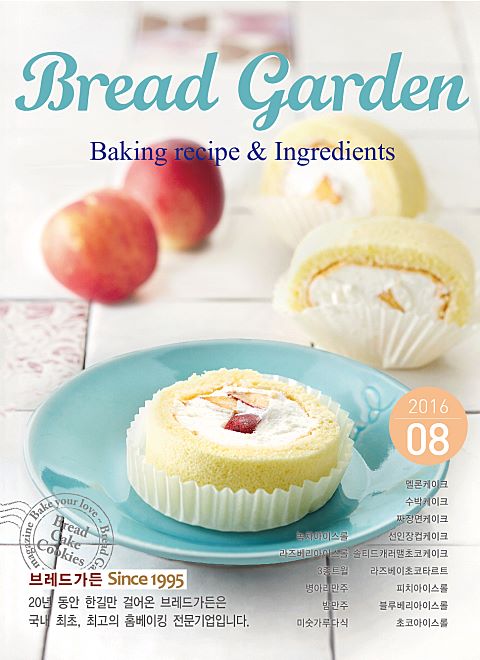 Bread Garden
Baking recipe & Ingredients
2016
08
멜론케이크
수박케이크
짜장면케이크
녹차아이스롤 선인장컵케이크
라즈베리아이스롤 솔티드캐러멜초코케이크
3종트윌 라즈베이초코타르트
병아리만주 피치아이스롤
밤만주 블루베리아이스롤
미숫가루다식 초코아이스롤
magazine Bake your love ~ Bread G
Bread
Cake
Cookies
브레드가든 Since 1995
20년 동안 한길만 걸어온 브레드가든은
국내 최초, 최고의 홈베이킹 전문기업입니다.